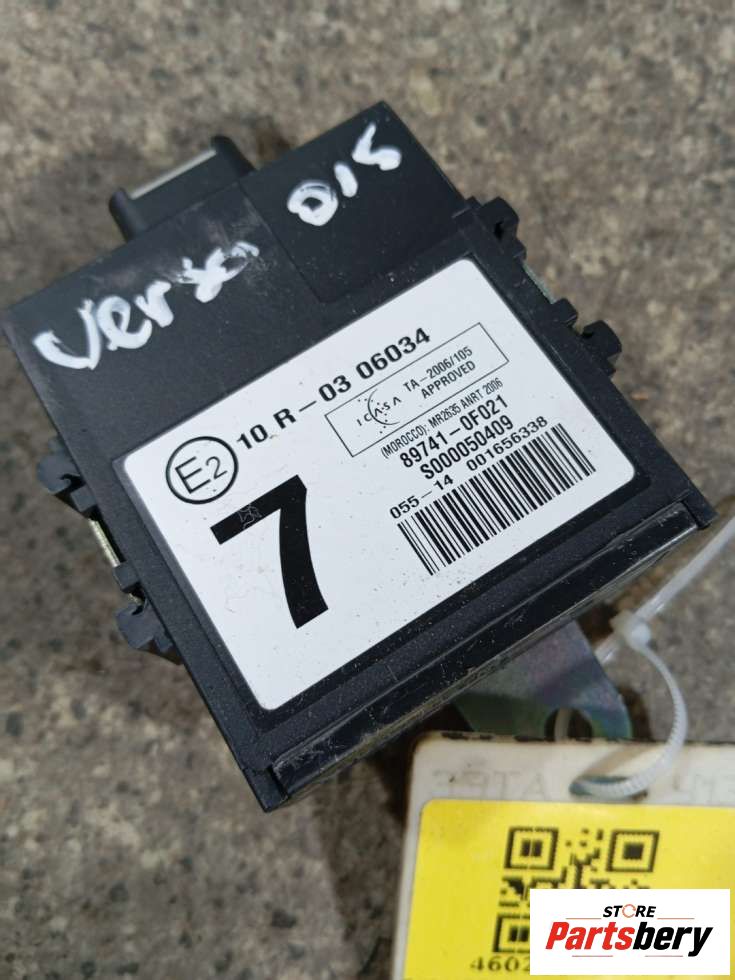 Verso 015
E2
10 R-03 06034
ICASA TA-2006/105
APPROVED
(MOROCCO): MR2635 ANRT 2006
89741-0F021
S000050409
055-14 001656338
7
STORE
Partsbery